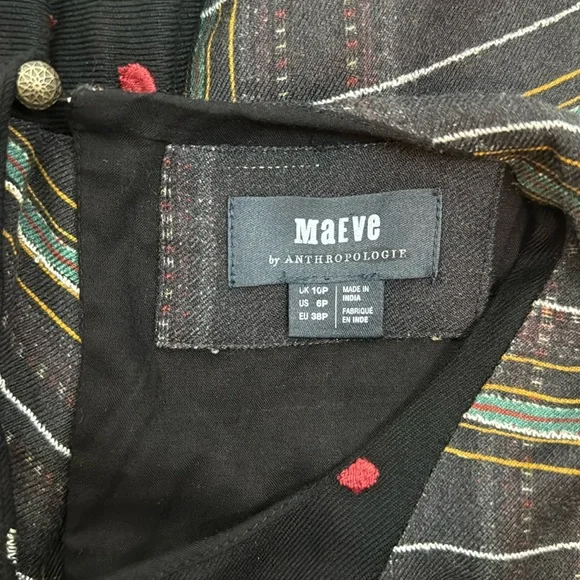 MaEVe
by ANTHROPOLOGIE
UK 10P
US 6P
EU 38P
MADE IN
INDIA
FABRIQUÉ
EN INDE